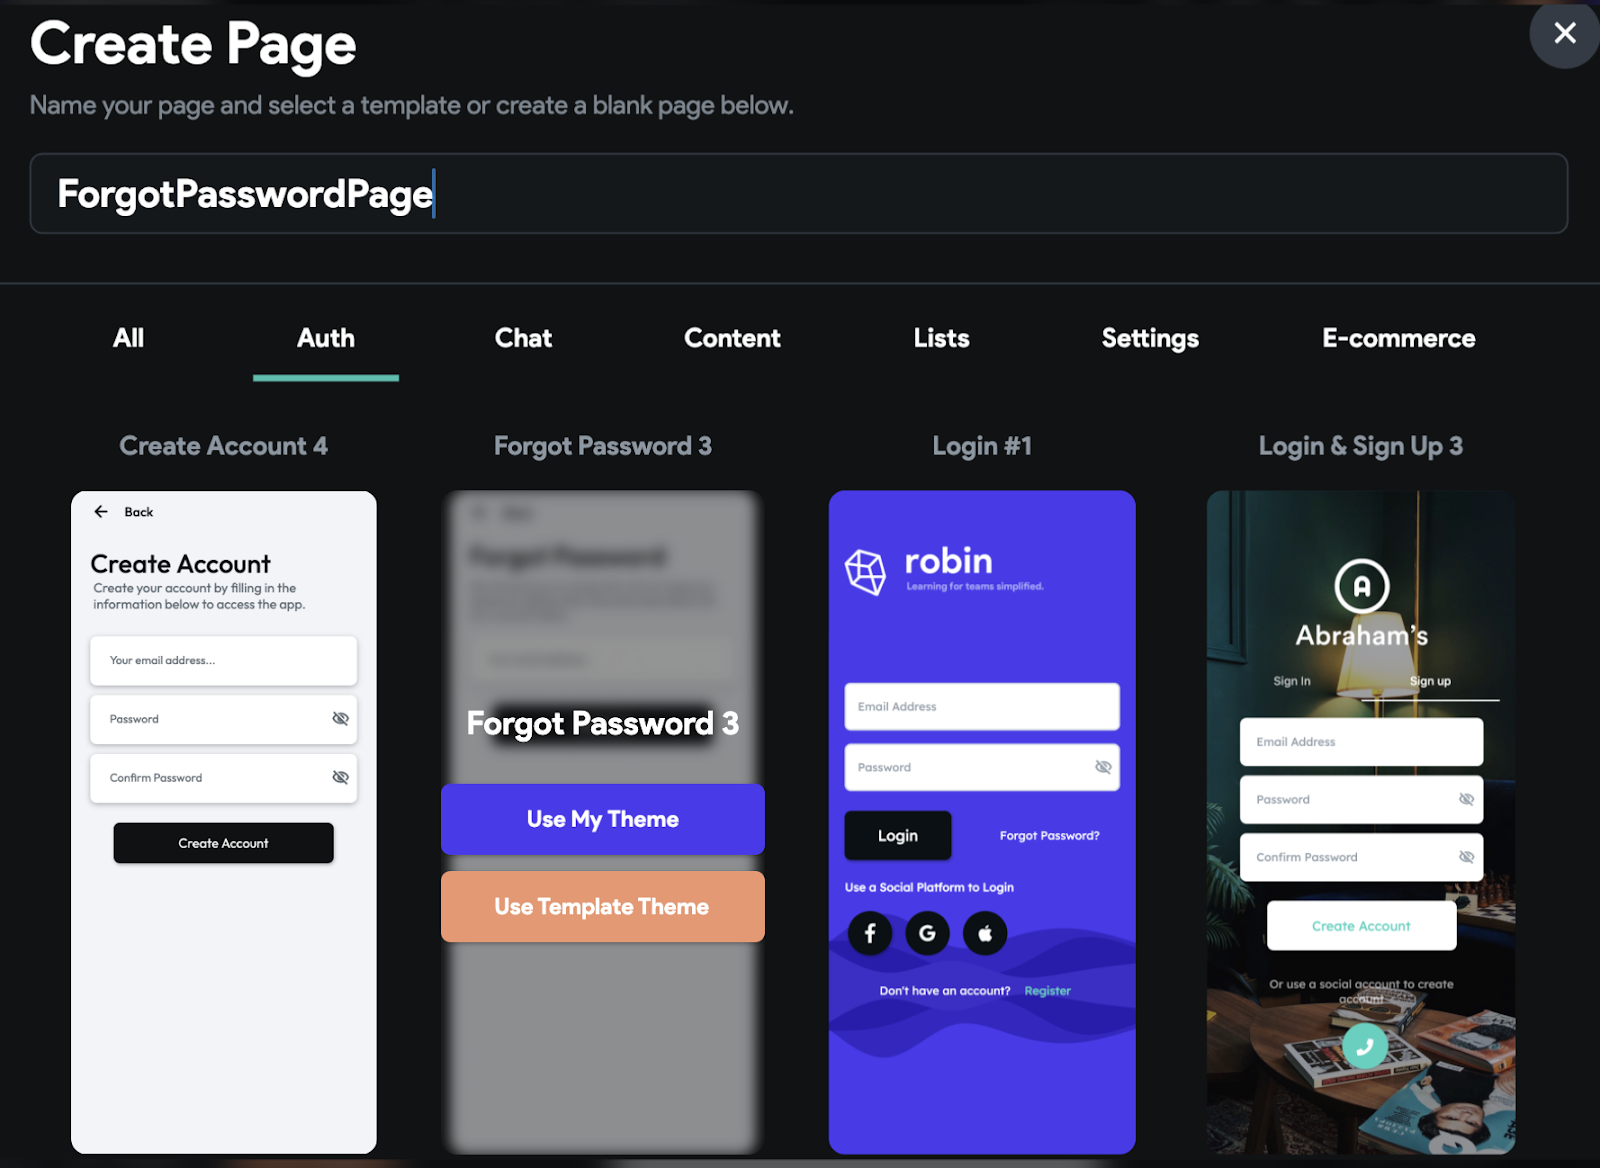 Create Page
Name your page and select a template or create a blank page below.
ForgotPasswordPage
All
Auth
Chat
Content
Lists
Settings
E-commerce
Create Account 4
Forgot Password 3
Login #1
Login & Sign Up 3
Back
Create Account
Create your account by filling in the
information below to access the app.
Your email address...
Password
Confirm Password
Create Account
Forgot Password
Forgot Password 3
Use My Theme
Use Template Theme
robin
Learning for teams simplified.
Email Address
Password
Login
Forgot Password?
Use a Social Platform to Login
G
Don't have an account? Register
A
Abraham's
Sign In
Sign up
Email Address
Password
Confirm Password
Create Account
Or use a social account to create
account